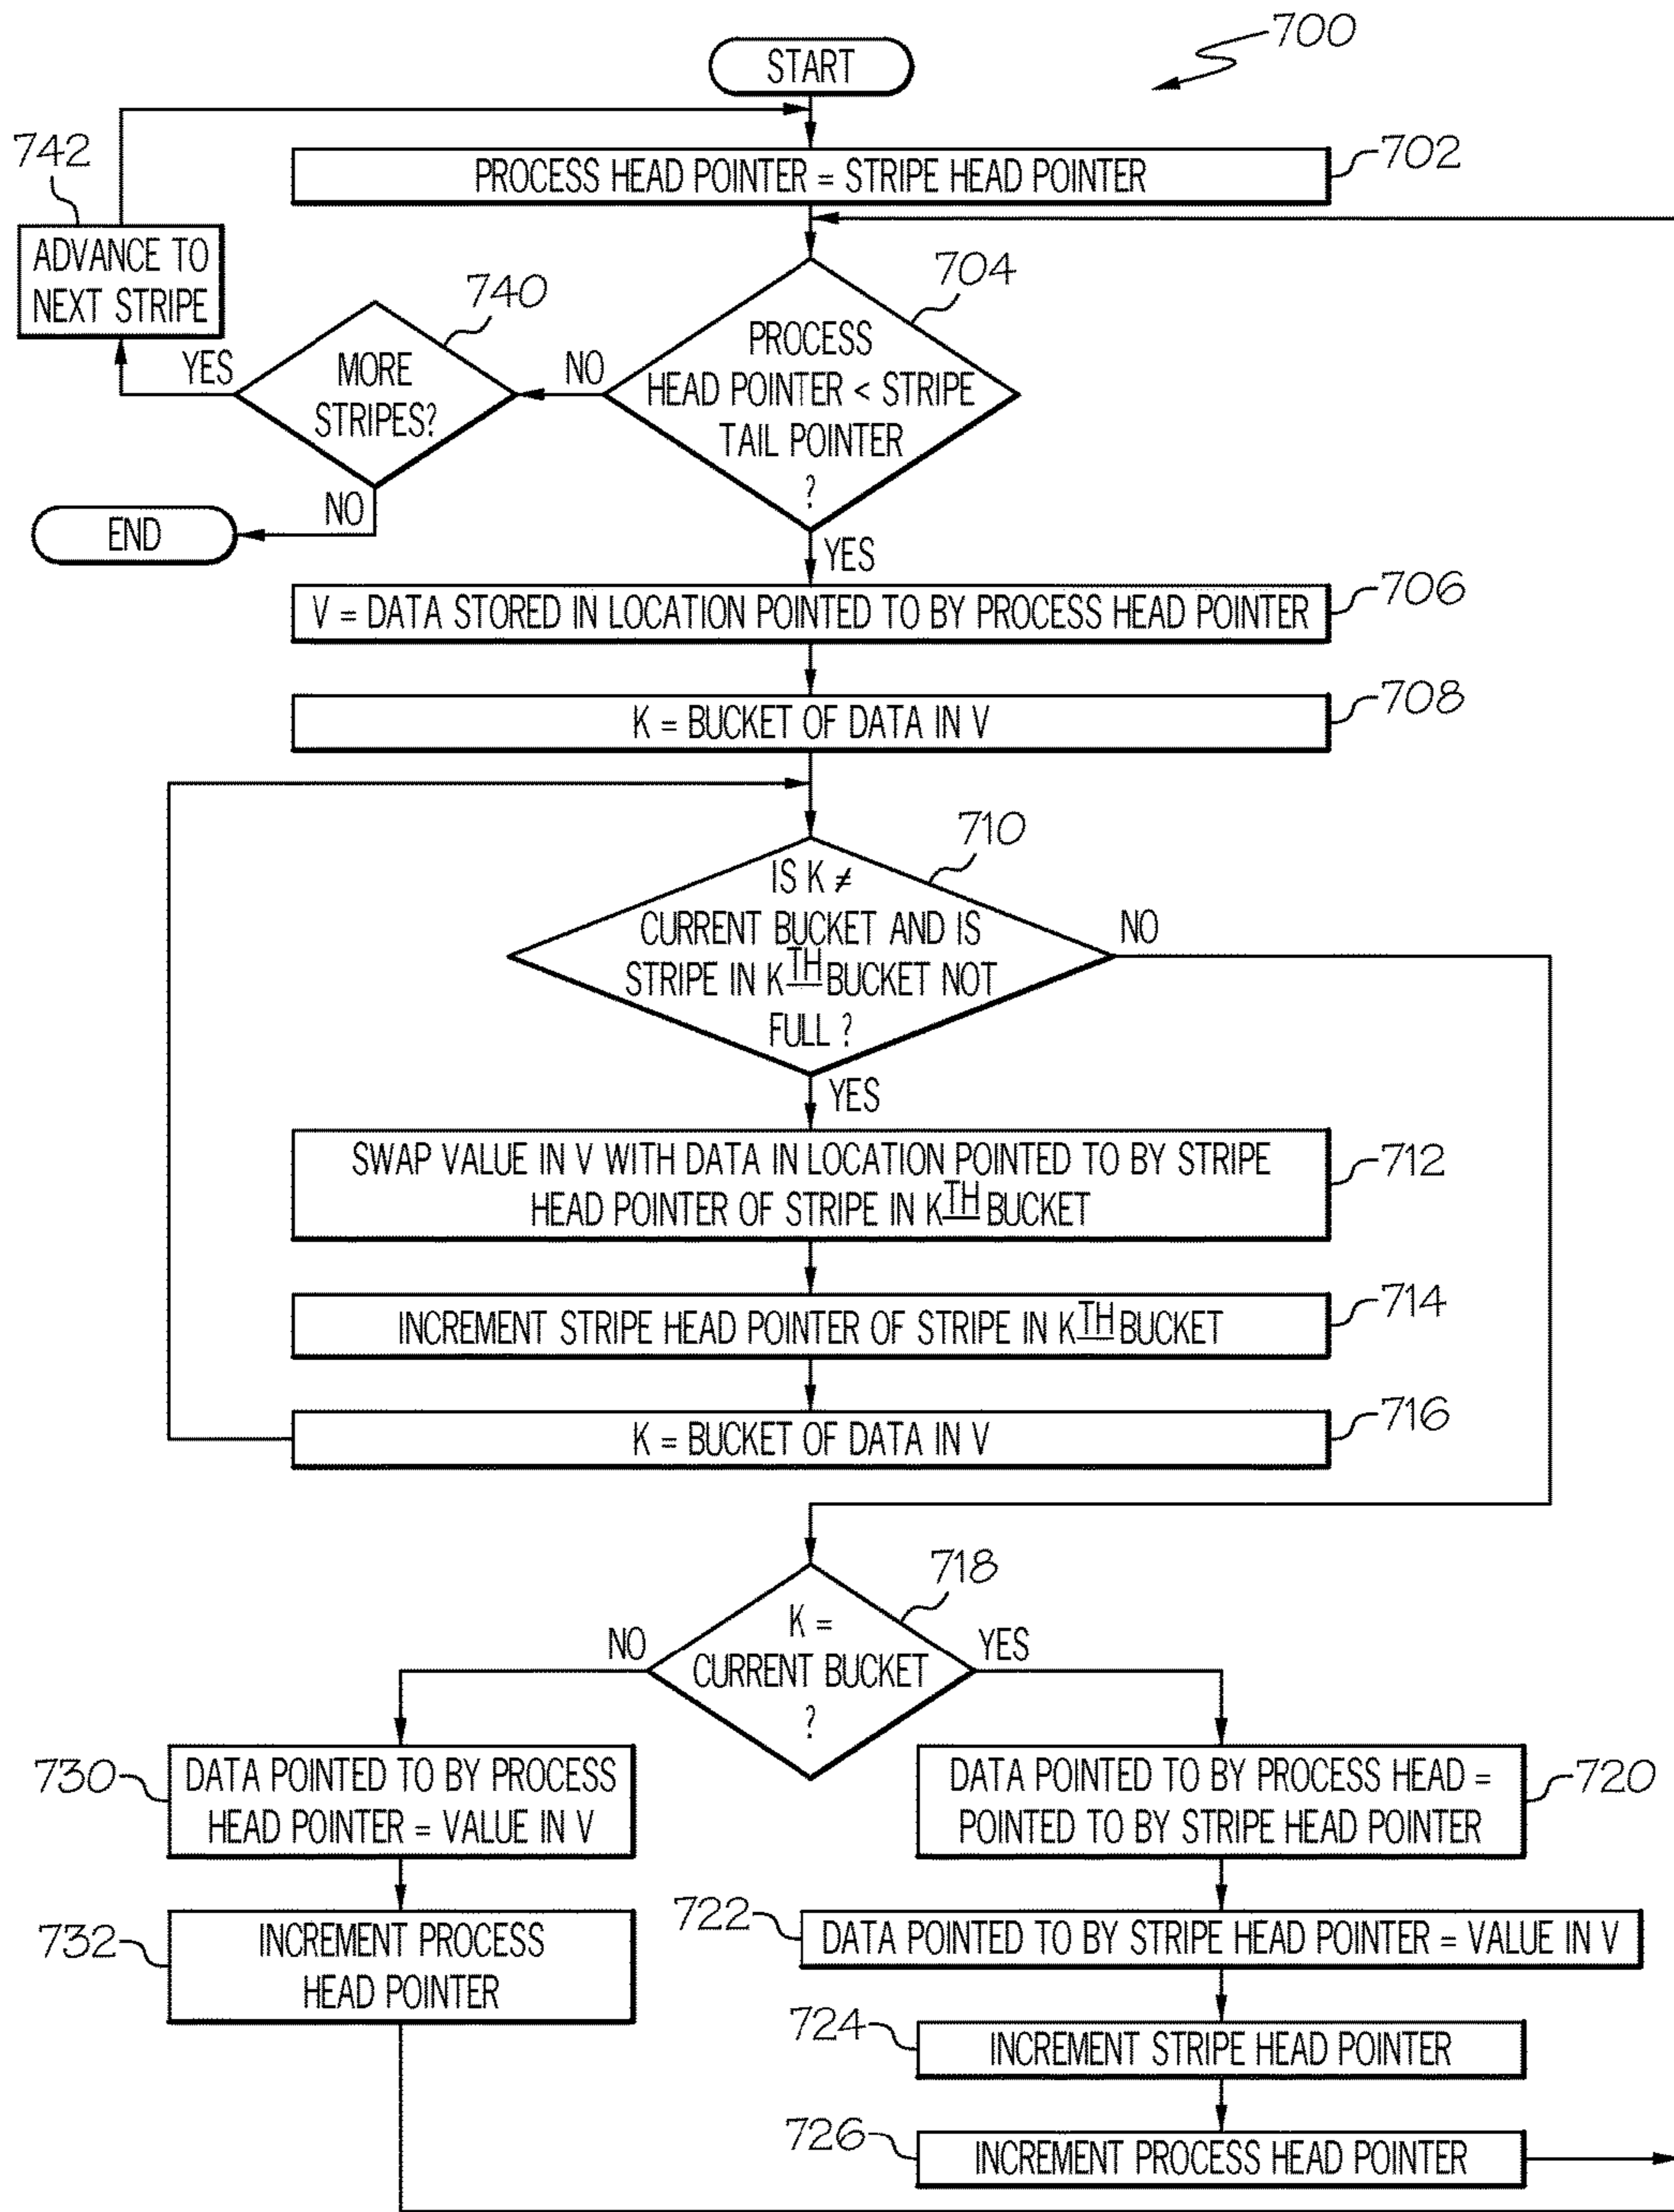 700
START
742
702
PROCESS HEAD POINTER = STRIPE HEAD POINTER
ADVANCE TO
NEXT STRIPE
740
704
YES
MORE
STRIPES?
NO
PROCESS
HEAD POINTER < STRIPE
TAIL POINTER
?
END
NO
YES
706
V = DATA STORED IN LOCATION POINTED TO BY PROCESS HEAD POINTER
708
K = BUCKET OF DATA IN V
710
IS K ≠
CURRENT BUCKET AND IS
STRIPE IN KTH BUCKET NOT
FULL ?
NO
YES
712
SWAP VALUE IN V WITH DATA IN LOCATION POINTED TO BY STRIPE
HEAD POINTER OF STRIPE IN KTH BUCKET
714
INCREMENT STRIPE HEAD POINTER OF STRIPE IN KTH BUCKET
716
K = BUCKET OF DATA IN V
718
NO
K =
CURRENT BUCKET
?
YES
730
DATA POINTED TO BY PROCESS
HEAD POINTER = VALUE IN V
DATA POINTED TO BY PROCESS HEAD =
POINTED TO BY STRIPE HEAD POINTER
720
732
INCREMENT PROCESS
HEAD POINTER
722
DATA POINTED TO BY STRIPE HEAD POINTER = VALUE IN V
724
INCREMENT STRIPE HEAD POINTER
726
INCREMENT PROCESS HEAD POINTER